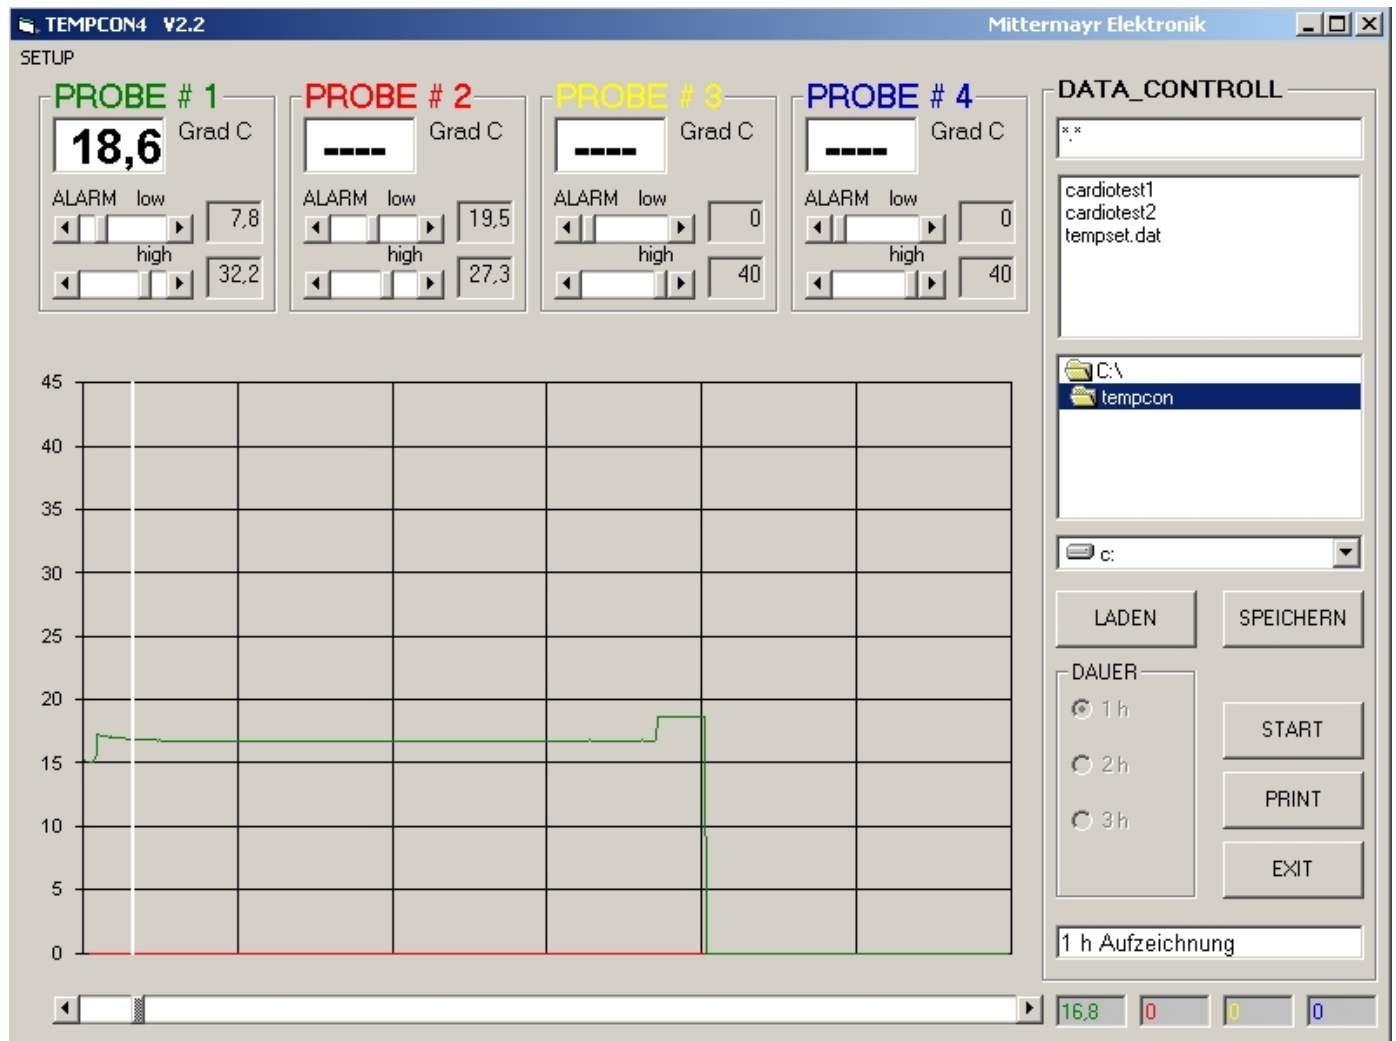 TEMPCON4 V2.2
Mittermayr Elektronik
SETUP
PROBE # 1
18,6
Grad C
ALARM low
7,8
high
32,2
PROBE # 2
----
Grad C
ALARM low
19,5
high
27,3
PROBE # 3
----
Grad C
ALARM low
0
high
40
PROBE # 4
----
Grad C
ALARM low
0
high
40
DATA_CONTROLL
*.*
cardiotest1
cardiotest2
tempset.dat
C:\
tempcon
c:
LADEN
SPEICHERN
DAUER
1 h
2 h
3 h
START
PRINT
EXIT
1 h Aufzeichnung
45
40
35
30
25
20
15
10
5
0
16,8
0
0
0